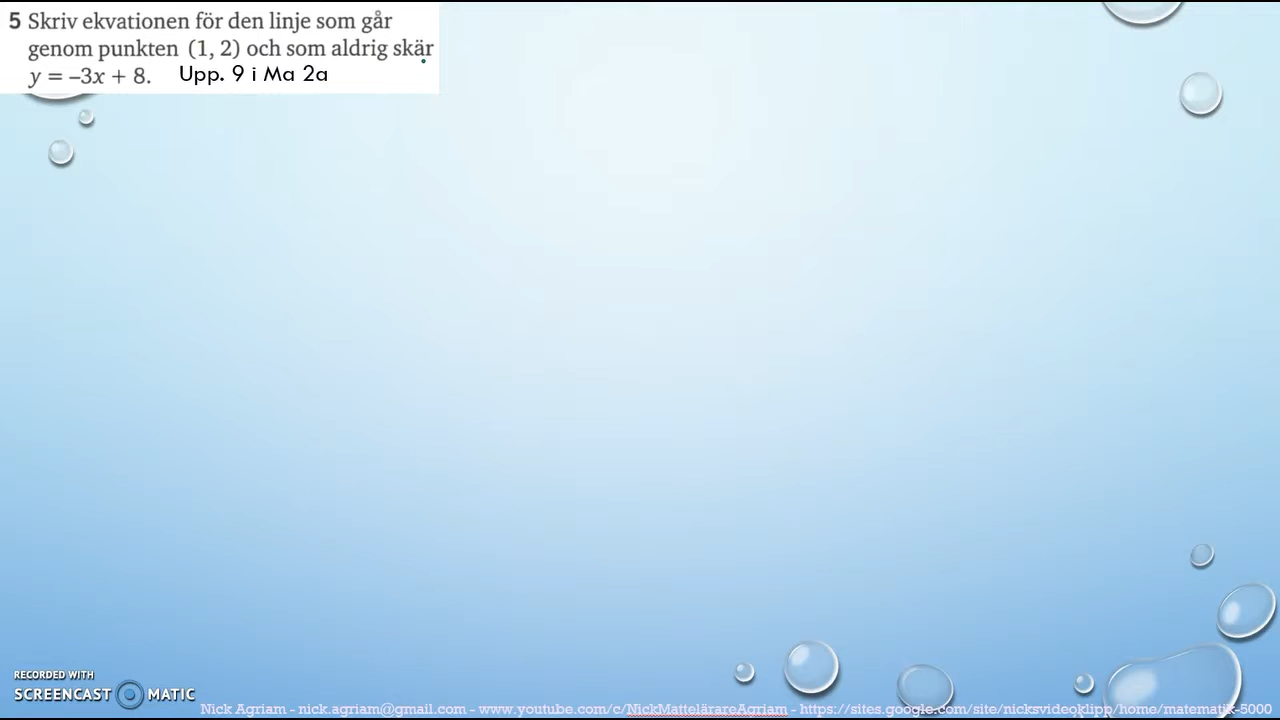 5 Skriv ekvationen för den linje som går
genom punkten (1, 2) och som aldrig skär
y = –3x + 8. Upp. 9 i Ma 2a
RECORDED WITH
SCREENCAST MATIC
Nick Agriam - nick.agriam@gmail.com - www.youtube.com/c/NickMattelärareAgriam - https://sites.google.com/site/nicksvideoklipp/home/matematik-5000